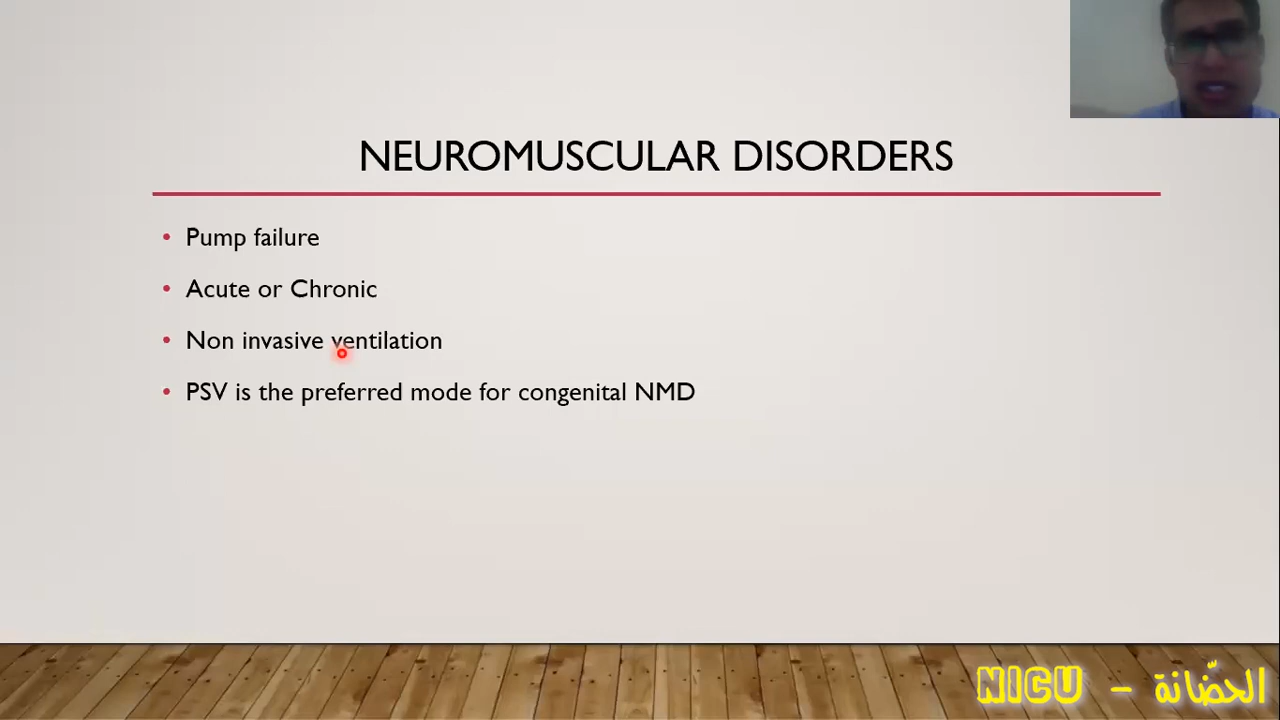 NEUROMUSCULAR DISORDERS
• Pump failure
• Acute or Chronic
• Non invasive ventilation
• PSV is the preferred mode for congenital NMD
NICU - الحضّانة